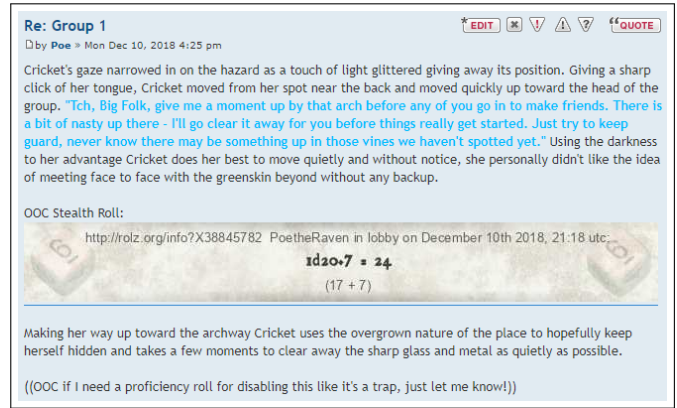 Re: Group 1
EDIT
QUOTE
by Poe » Mon Dec 10, 2018 4:25 pm
Cricket's gaze narrowed in on the hazard as a touch of light glittered giving away its position. Giving a sharp
click of her tongue, Cricket moved from her spot near the back and moved quickly up toward the head of the
group. "Tch, Big Folk, give me a moment up by that arch before any of you go in to make friends. There is
a bit of nasty up there - I'll go clear it away for you before things really get started. Just try to keep
guard, never know there may be something up in those vines we haven't spotted yet." Using the darkness
to her advantage Cricket does her best to move quietly and without notice, she personally didn't like the idea
of meeting face to face with the greenskin beyond without any backup.
OOC Stealth Roll:
http://rolz.org/info?X38845782 PoetheRaven in lobby on December 10th 2018, 21:18 utc:
1d20+7 = 24
(17 + 7)
Making her way up toward the archway Cricket uses the overgrown nature of the place to hopefully keep
herself hidden and takes a few moments to clear away the sharp glass and metal as quietly as possible.
((OOC if I need a proficiency roll for disabling this like it's a trap, just let me know!))